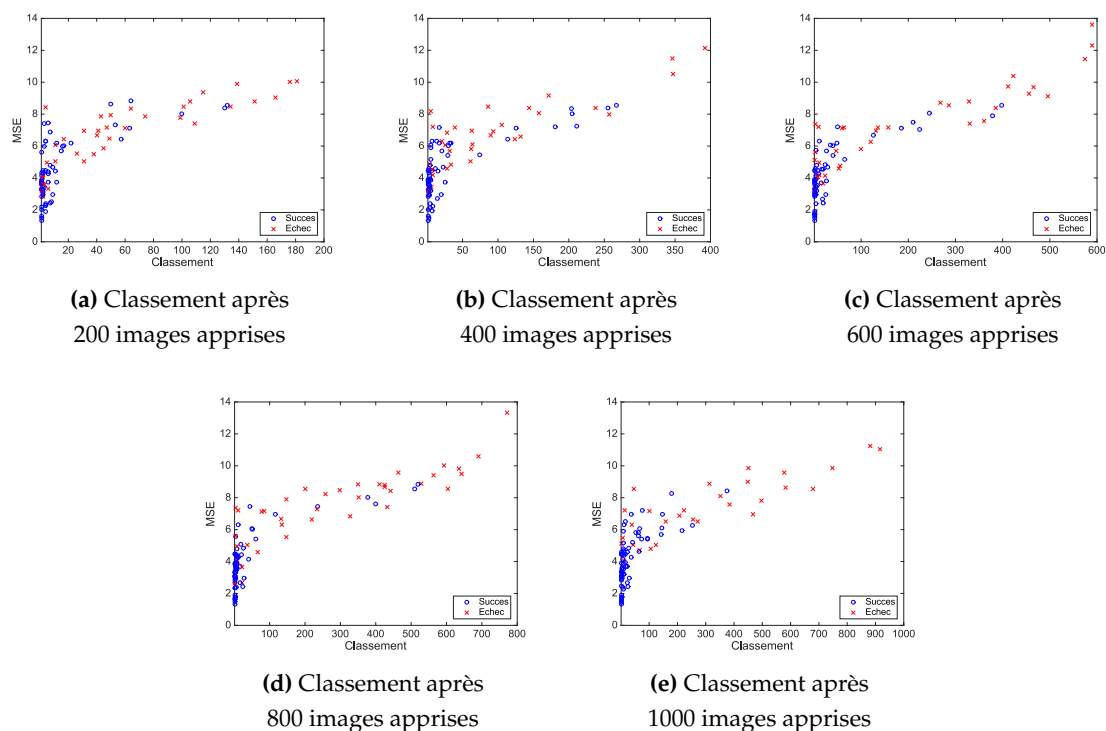 14
12
10
8
6
4
2
0
MSE
20 40 60 80 100 120 140 160 180 200
Classement
Succes
Echec
(a) Classement après
200 images apprises
14
12
10
8
6
4
2
0
MSE
50 100 150 200 250 300 350 400
Classement
Succes
Echec
(b) Classement après
400 images apprises
14
12
10
8
6
4
2
0
MSE
100 200 300 400 500 600
Classement
Succes
Echec
(c) Classement après
600 images apprises
14
12
10
8
6
4
2
0
MSE
100 200 300 400 500 600 700 800
Classement
Succes
Echec
(d) Classement après
800 images apprises
14
12
10
8
6
4
2
0
MSE
100 200 300 400 500 600 700 800 900 1000
Classement
Succes
Echec
(e) Classement après
1000 images apprises